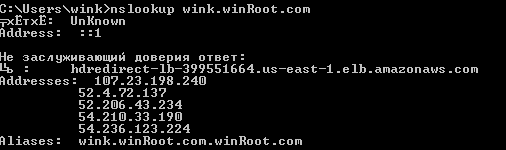 C:\Users\wink>nslookup wink.winRoot.com
╤хЁтхЁ:  UnKnown
Address:  ::1
Не заслуживающий доверия ответ:
╚ь :     hdredirect-lb-399551664.us-east-1.elb.amazonaws.com
Addresses:  107.23.198.240
52.4.72.137
52.206.43.234
54.210.33.190
54.236.123.224
Aliases:  wink.winRoot.com.winRoot.com